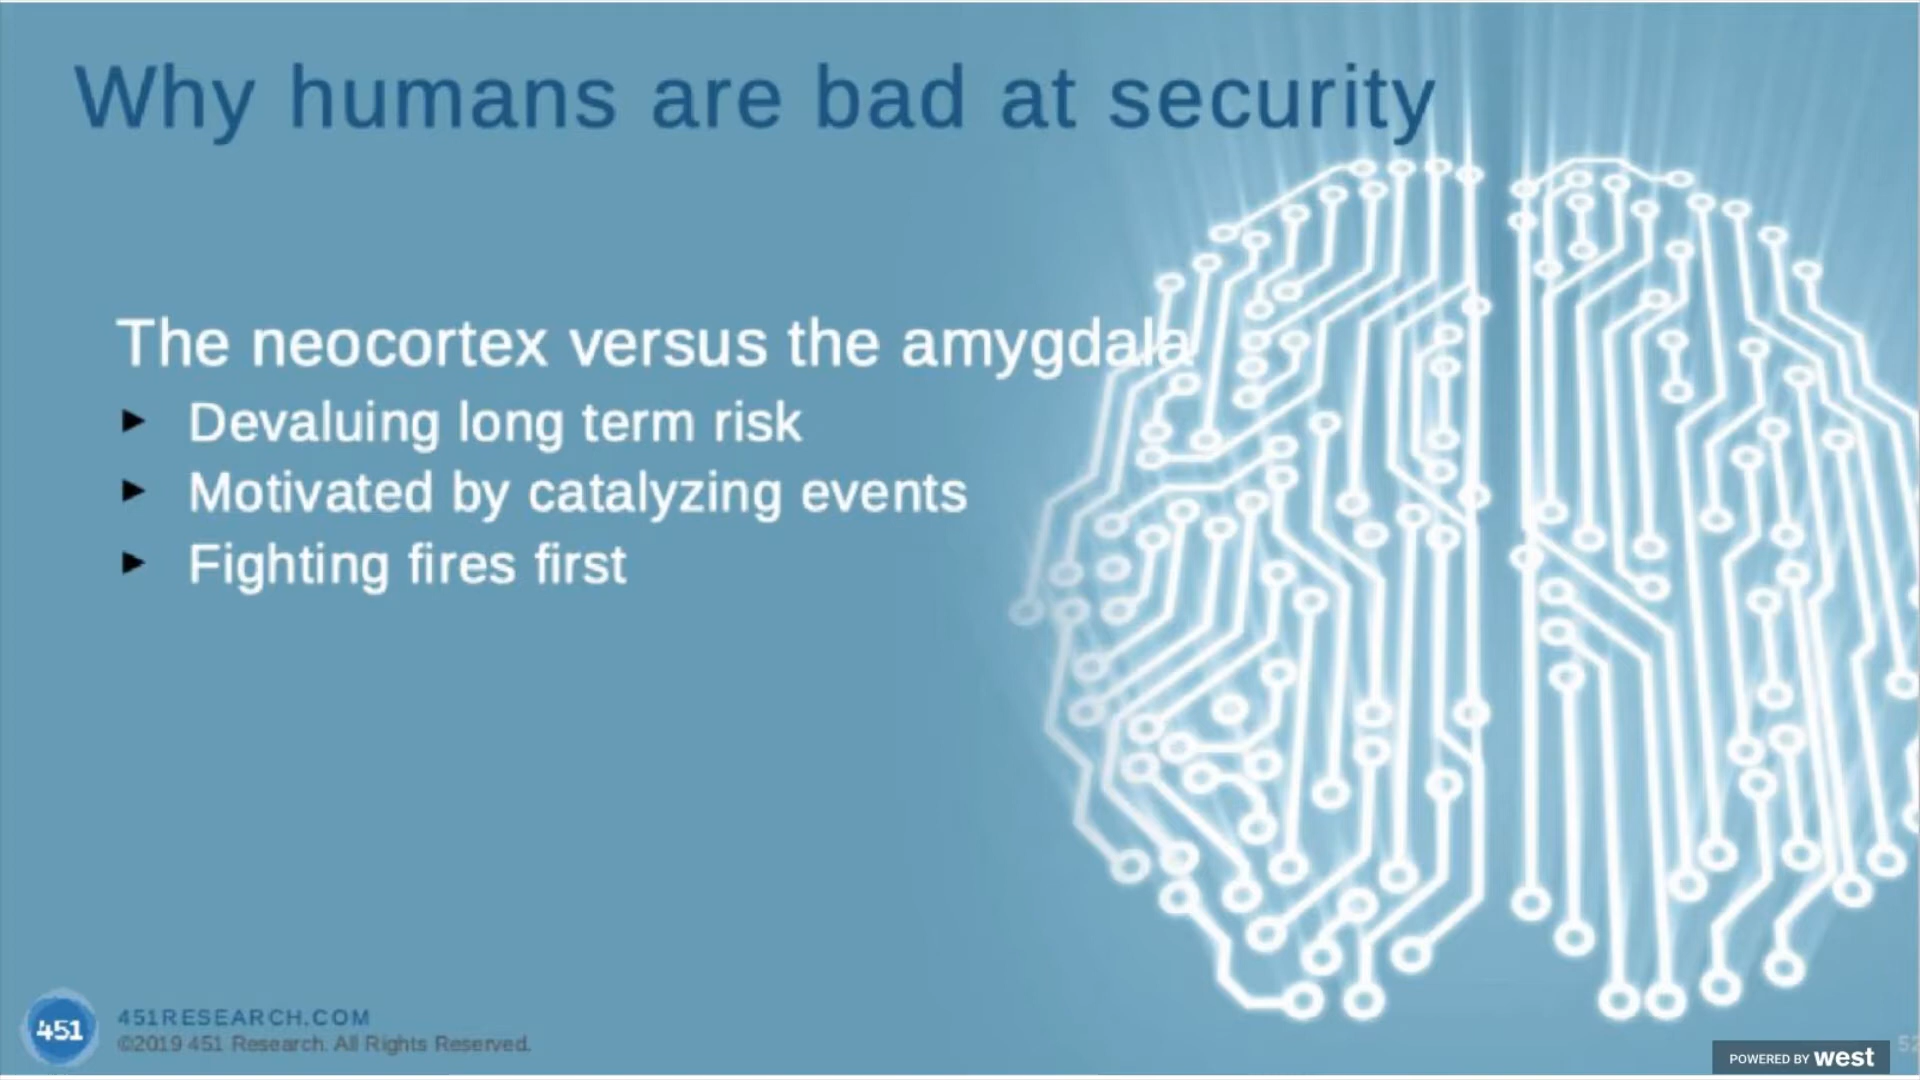 Why humans are bad at security
The neocortex versus the amygdala
► Devaluing long term risk
► Motivated by catalyzing events
► Fighting fires first
451
451RESEARCH.COM
©2019 451 Research. All Rights Reserved.
POWERED BY west